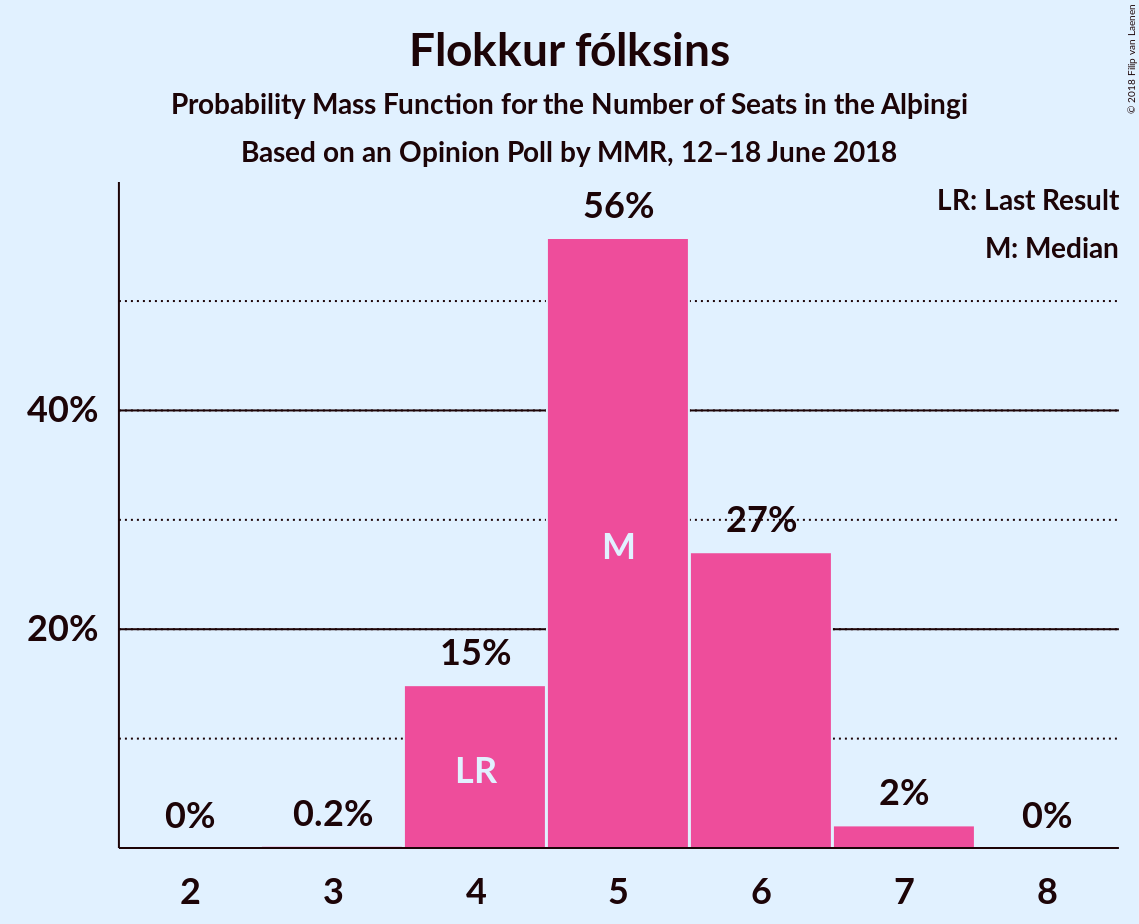 Flokkur fólksins
Probability Mass Function for the Number of Seats in the Alþingi
Based on an Opinion Poll by MMR, 12–18 June 2018
© 2018 Filip van Laenen
LR: Last Result
M: Median
56%
40%
27%
M
20%
15%
LR
2%
0%
0.2%
0%
2 3 4 5 6 7 8